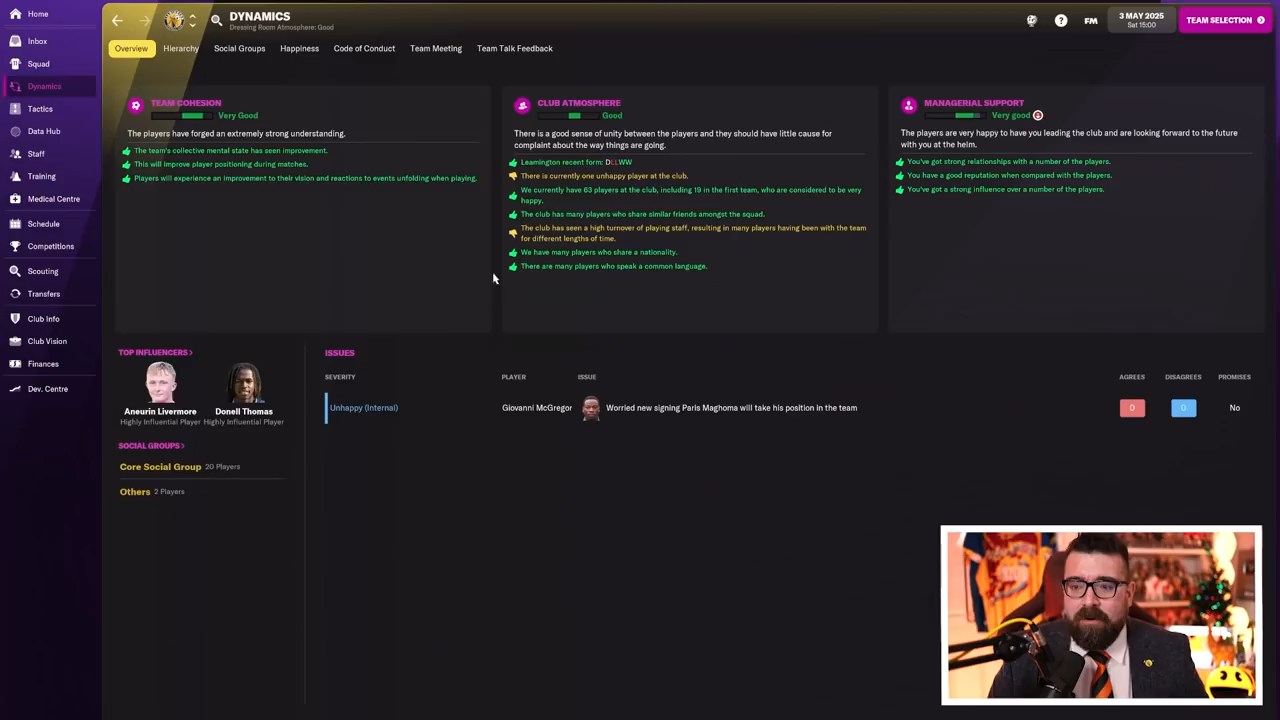 Home
Inbox
Squad
Dynamics
Tactics
Data Hub
Staff
Training
Medical Centre
Schedule
Competitions
Scouting
Transfers
Club Info
Club Vision
Finances
Dev. Centre
DYNAMICS
Dressing Room Atmosphere: Good
?
FM
3 MAY 2025
Sat 15:00
TEAM SELECTION
Overview
Hierarchy
Social Groups
Happiness
Code of Conduct
Team Meeting
Team Talk Feedback
TEAM COHESION
Very Good
The players have forged an extremely strong understanding.
The team's collective mental state has seen improvement.
This will improve player positioning during matches.
Players will experience an improvement to their vision and reactions to events unfolding when playing.
CLUB ATMOSPHERE
Good
There is a good sense of unity between the players and they should have little cause for
complaint about the way things are going.
Leamington recent form: DLLWW
There is currently one unhappy player at the club.
We currently have 63 players at the club, including 19 in the first team, who are considered to be very
happy.
The club has many players who share similar friends amongst the squad.
The club has seen a high turnover of playing staff, resulting in many players having been with the team
for different lengths of time.
We have many players who share a nationality.
There are many players who speak a common language.
MANAGERIAL SUPPORT
Very good
The players are very happy to have you leading the club and are looking forward to the future
with you at the helm.
You've got strong relationships with a number of the players.
You have a good reputation when compared with the players.
You've got a strong influence over a number of the players.
TOP INFLUENCERS >
Aneurin Livermore
Highly Influential Player
Donell Thomas
Highly Influential Player
SOCIAL GROUPS >
Core Social Group 20 Players
Others 2 Players
ISSUES
SEVERITY PLAYER ISSUE AGREES DISAGREES PROMISES
Unhappy (Internal) Giovanni McGregor Worried new signing Paris Maghoma will take his position in the team 0 0 No